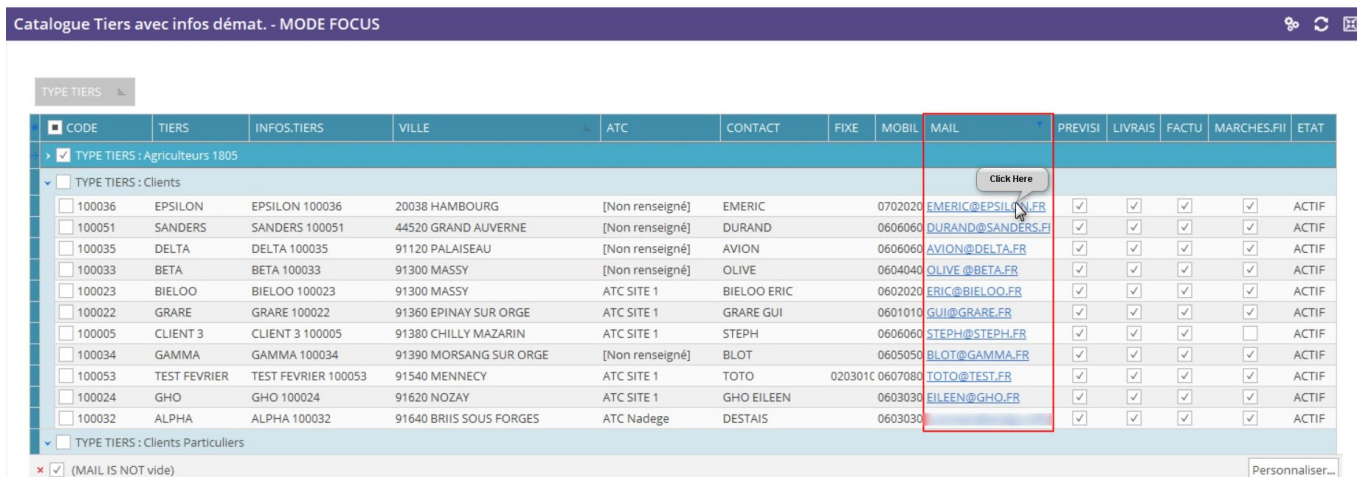 Catalogue Tiers avec infos démat. - MODE FOCUS
TYPE TIERS
CODE TIERS INFOS.TIERS VILLE ATC CONTACT FIXE MOBIL MAIL PREVISI LIVRAIS FACTU MARCHES.FII ETAT
TYPE TIERS : Agriculteurs 1805
TYPE TIERS : Clients
Click Here
100036 EPSILON EPSILON 100036 20038 HAMBOURG [Non renseigné] EMERIC 0702020 EMERIC@EPSILON.FR ACTIF
100051 SANDERS SANDERS 100051 44520 GRAND AUVERNE [Non renseigné] DURAND 0606060 DURAND@SANDERS.FI ACTIF
100035 DELTA DELTA 100035 91120 PALAISEAU [Non renseigné] AVION 0606060 AVION@DELTA.FR ACTIF
100033 BETA BETA 100033 91300 MASSY [Non renseigné] OLIVE 0604040 OLIVE @BETA.FR ACTIF
100023 BIELOO BIELOO 100023 91300 MASSY ATC SITE 1 BIELOO ERIC 0602020 ERIC@BIELOO.FR ACTIF
100022 GRARE GRARE 100022 91360 EPINAY SUR ORGE ATC SITE 1 GRARE GUI 0601010 GUI@GRARE.FR ACTIF
100005 CLIENT 3 CLIENT 3 100005 91380 CHILLY MAZARIN ATC SITE 1 STEPH 0606060 STEPH@STEPH.FR ACTIF
100034 GAMMA GAMMA 100034 91390 MORSANG SUR ORGE [Non renseigné] BLOT 0605050 BLOT@GAMMA.FR ACTIF
100053 TEST FEVRIER TEST FEVRIER 100053 91540 MENNECY ATC SITE 1 TOTO 020301C 0607080 TOTO@TEST.FR ACTIF
100024 GHO GHO 100024 91620 NOZAY ATC SITE 1 GHO EILEEN 0603030 EILEEN@GHO.FR ACTIF
100032 ALPHA ALPHA 100032 91640 BRIIS SOUS FORGES ATC Nadege DESTAIS 0603030 ACTIF
TYPE TIERS : Clients Particuliers
(MAIL IS NOT vide) Personnaliser...